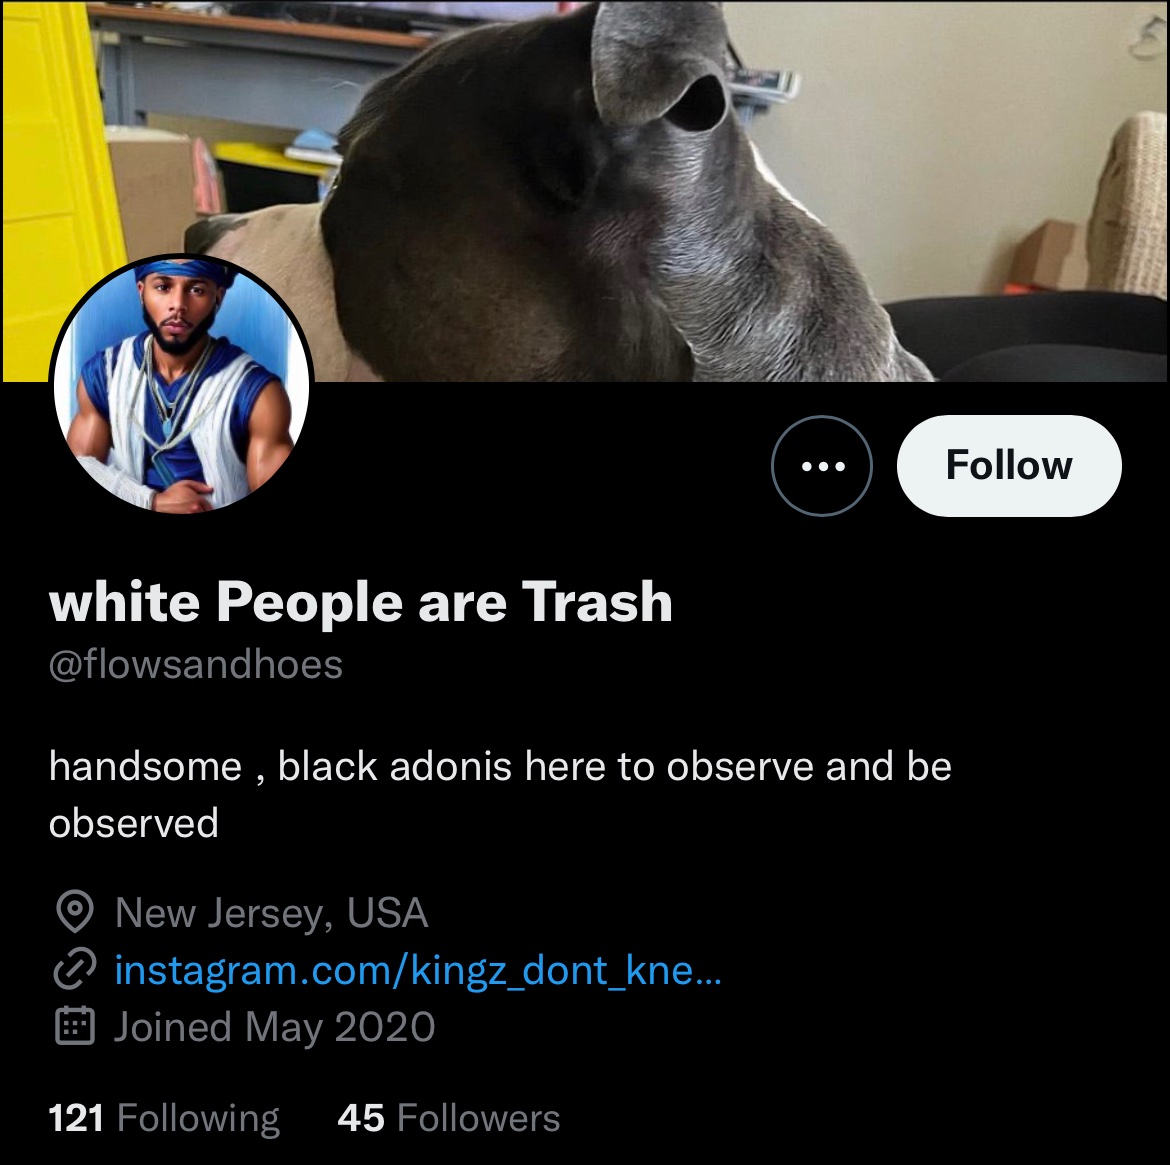 Follow
white People are Trash
@flowsandhoes
handsome , black adonis here to observe and be
observed
New Jersey, USA
instagram.com/kingz_dont_kne...
Joined May 2020
121 Following 45 Followers